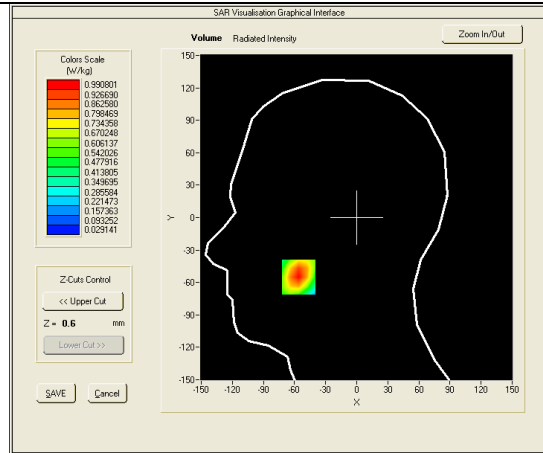 SAR Visualisation Graphical Interface
Volume Radiated Intensity
Zoom In/Out
Colors Scale
(W/kg)
0.990801
0.926690
0.862580
0.798469
0.734358
0.670248
0.606137
0.542026
0.477916
0.413805
0.349695
0.285584
0.221473
0.157363
0.093252
0.029141
Z-Cuts Control
<< Upper Cut
Z = 0.6 mm
Lower Cut >>
SAVE Cancel
150
120
90
60
30
Y 0
-30
-60
-90
-120
-150
-150 -120 -90 -60 -30 0 30 60 90 120 150
X